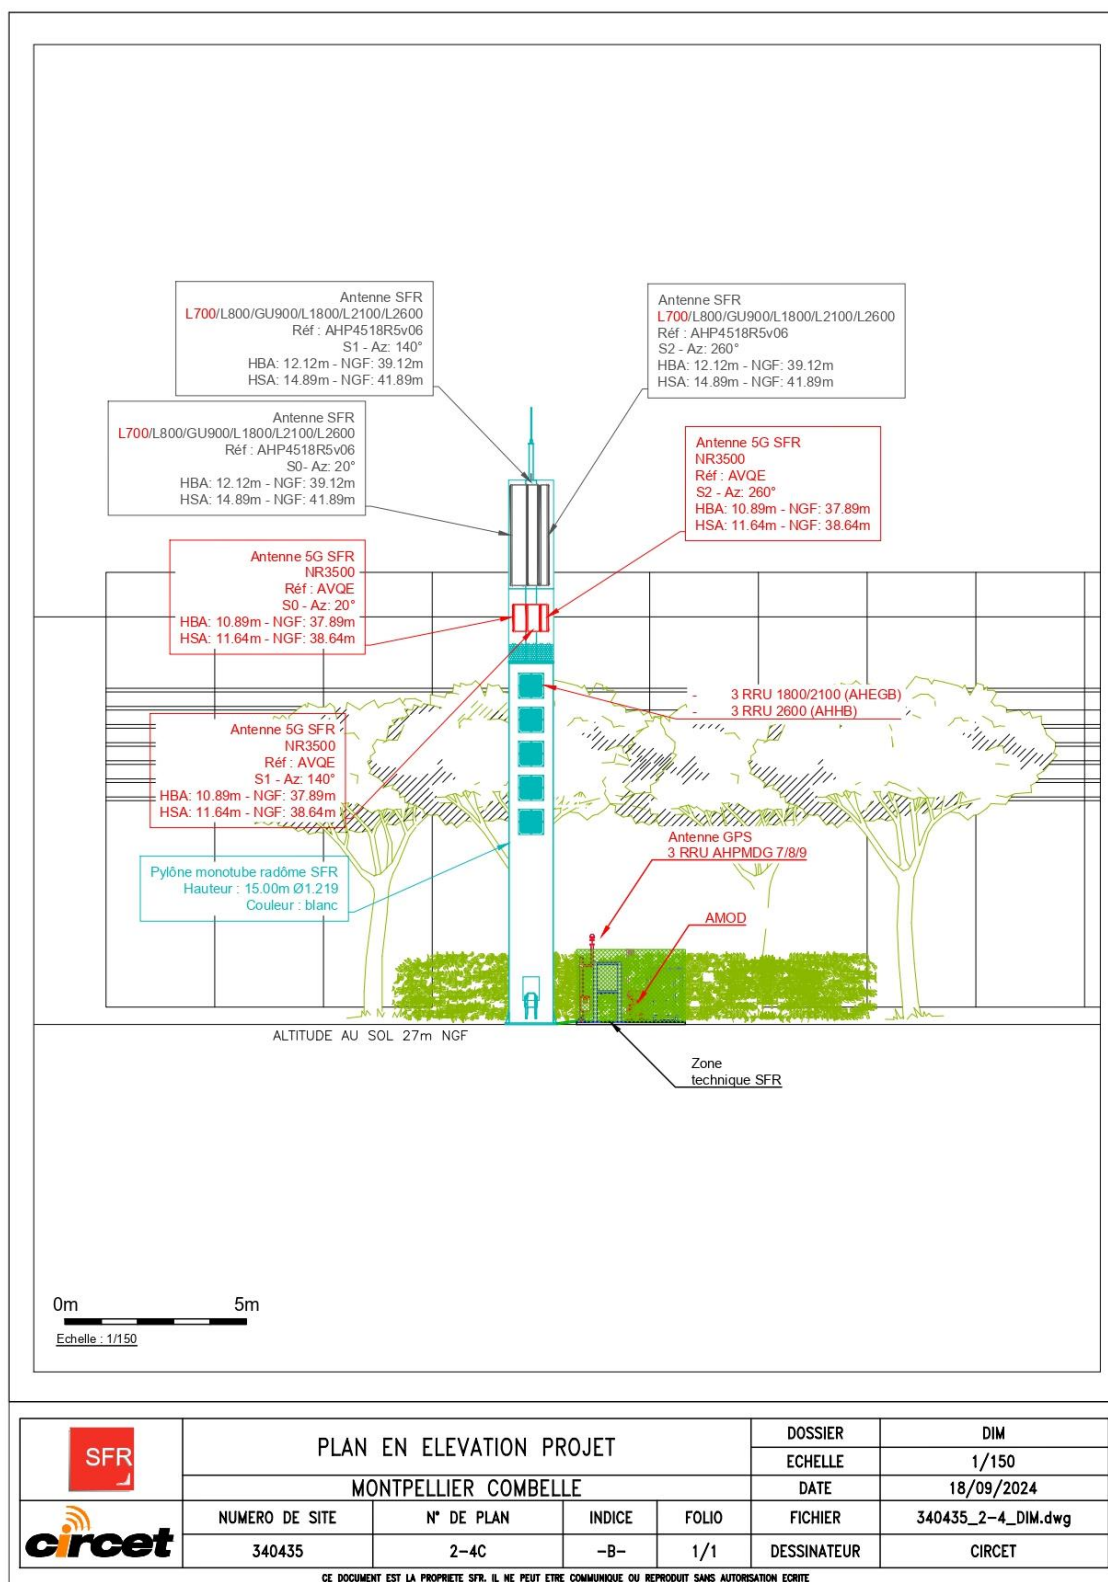 Antenne SFR
L700/L800/GU900/L1800/L2100/L2600
Réf : AHP4518R5v06
S1 - Az: 140°
HBA: 12.12m - NGF: 39.12m
HSA: 14.89m - NGF: 41.89m
Antenne SFR
L700/L800/GU900/L1800/L2100/L2600
Réf : AHP4518R5v06
S2 - Az: 260°
HBA: 12.12m - NGF: 39.12m
HSA: 14.89m - NGF: 41.89m
Antenne SFR
L700/L800/GU900/L1800/L2100/L2600
Réf : AHP4518R5v06
S0- Az: 20°
HBA: 12.12m - NGF: 39.12m
HSA: 14.89m - NGF: 41.89m
Antenne 5G SFR
NR3500
Réf : AVQE
S2 - Az: 260°
HBA: 10.89m - NGF: 37.89m
HSA: 11.64m - NGF: 38.64m
Antenne 5G SFR
NR3500
Réf : AVQE
S0 - Az: 20°
HBA: 10.89m - NGF: 37.89m
HSA: 11.64m - NGF: 38.64m
- 3 RRU 1800/2100 (AHEGB)
- 3 RRU 2600 (AHHB)
Antenne 5G SFR
NR3500
Réf : AVQE
S1 - Az: 140°
HBA: 10.89m - NGF: 37.89m
HSA: 11.64m - NGF: 38.64m
Antenne GPS
3 RRU AHPMDG 7/8/9
Pylône monotube radôme SFR
Hauteur : 15.00m Ø1.219
Couleur : blanc
AMOD
ALTITUDE AU SOL 27m NGF
Zone
technique SFR
0m 5m
Echelle : 1/150
SFR
PLAN EN ELEVATION PROJET
DOSSIER DIM
ECHELLE 1/150
MONTPELLIER COMBELLE
DATE 18/09/2024
circet
NUMERO DE SITE N° DE PLAN INDICE FOLIO FICHIER 340435_2-4_DIM.dwg
340435 2-4C -B- 1/1 DESSINATEUR CIRCET
CE DOCUMENT EST LA PROPRIETE SFR. IL NE PEUT ETRE COMMUNIQUE OU REPRODUIT SANS AUTORISATION ECRITE